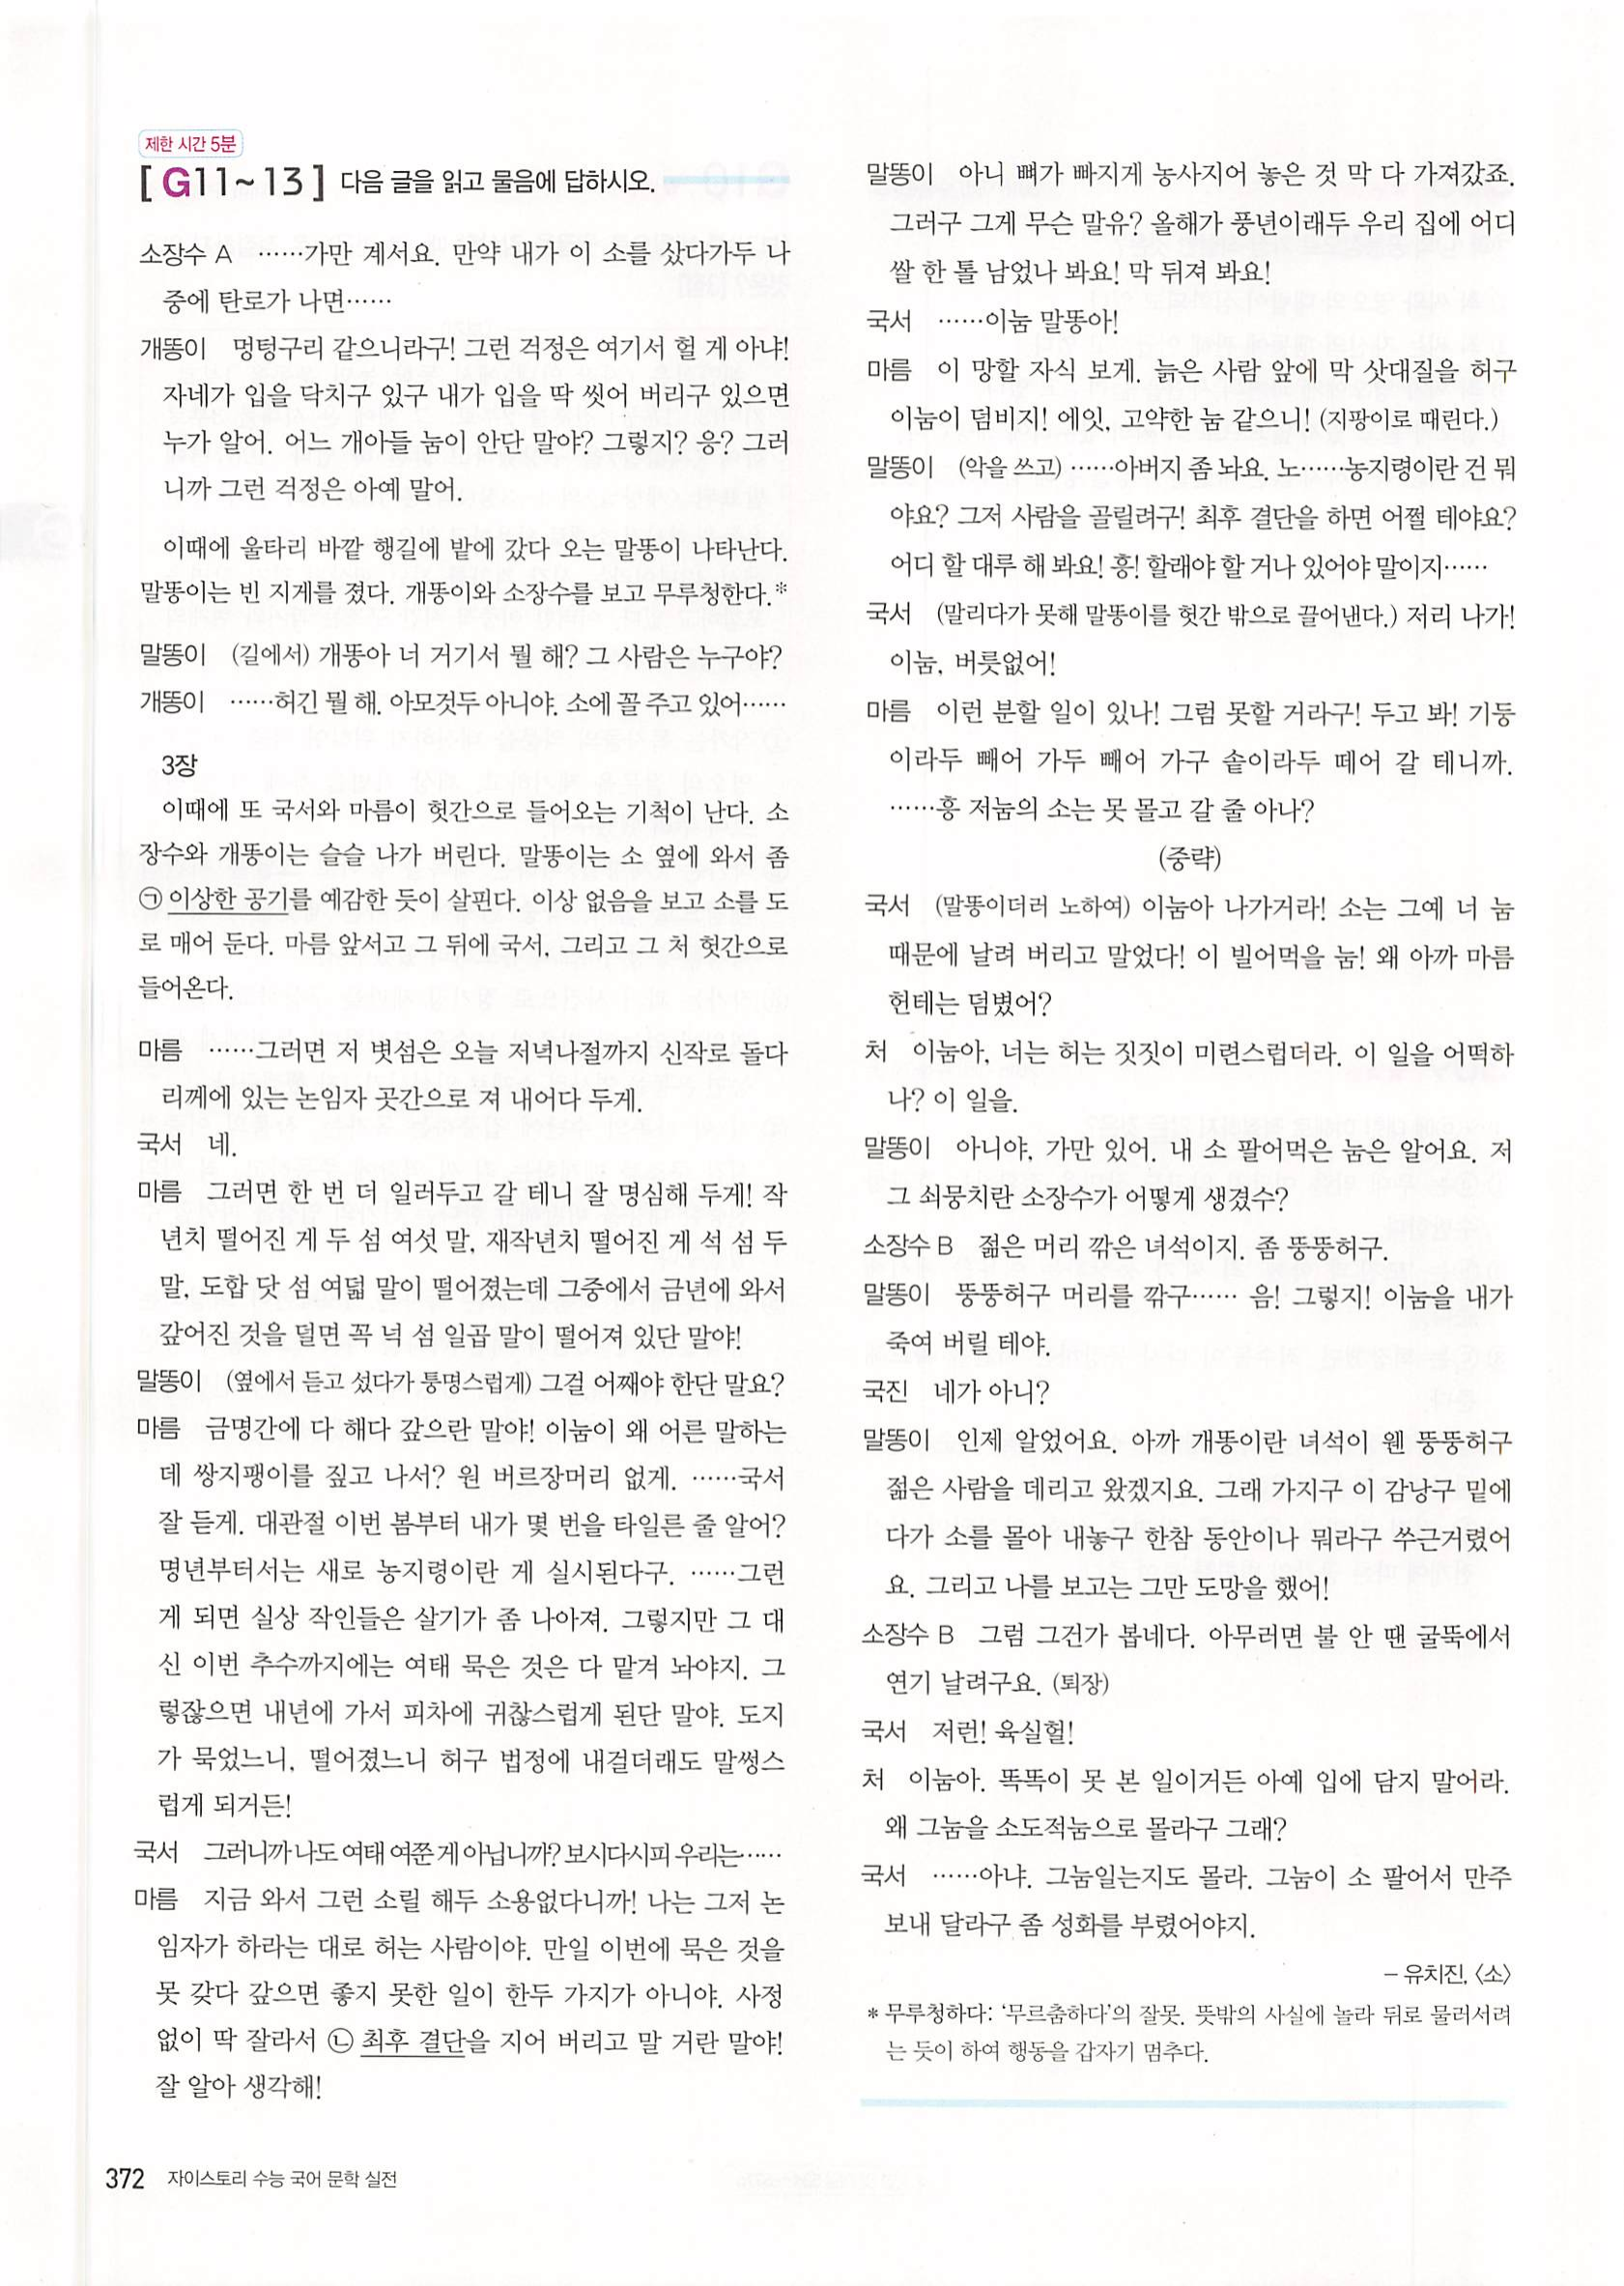 제한 시간 5분
[G11~13] 다음 글을 읽고 물음에 답하시오.
소장수 A ……가만 계서요. 만약 내가 이 소를 샀다가두 나
중에 탄로가 나면……
개똥이 멍텅구리 같으니라구! 그런 걱정은 여기서 헐 게 아냐!
자네가 입을 닥치구 있구 내가 입을 딱 씻어 버리구 있으면
누가 알어. 어느 개아들 눔이 안단 말야? 그렇지? 응? 그러
니까 그런 걱정은 아예 말어.
이때에 울타리 바깥 행길에 밭에 갔다 오는 말똥이 나타난다.
말똥이는 빈 지게를 졌다. 개똥이와 소장수를 보고 무루청한다.*
말똥이 (길에서) 개똥아 너 거기서 뭘 해? 그 사람은 누구야?
개똥이 ……허긴 뭘 해. 아모것두 아니야. 소에 꼴 주고 있어……
3장
이때에 또 국서와 마름이 헛간으로 들어오는 기척이 난다. 소
장수와 개똥이는 슬슬 나가 버린다. 말똥이는 소 옆에 와서 좀
㉠ 이상한 공기를 예감한 듯이 살핀다. 이상 없음을 보고 소를 도
로 매어 둔다. 마름 앞서고 그 뒤에 국서, 그리고 그 처 헛간으로
들어온다.
마름 ……그러면 저 볏섬은 오늘 저녁나절까지 신작로 돌다
리께에 있는 논임자 곳간으로 져 내어다 두게.
국서 네.
마름 그러면 한 번 더 일러두고 갈 테니 잘 명심해 두게! 작
년치 떨어진 게 두 섬 여섯 말, 재작년치 떨어진 게 석 섬 두
말, 도합 닷 섬 여덟 말이 떨어졌는데 그중에서 금년에 와서
갚어진 것을 덜면 꼭 넉 섬 일곱 말이 떨어져 있단 말야!
말똥이 (옆에서 듣고 섰다가 퉁명스럽게) 그걸 어째야 한단 말요?
마름 금명간에 다 해다 갚으란 말야! 이눔이 왜 어른 말하는
데 쌍지팽이를 짚고 나서? 원 버르장머리 없게. ……국서
잘 듣게. 대관절 이번 봄부터 내가 몇 번을 타일른 줄 알어?
명년부터서는 새로 농지령이란 게 실시된다구. ……그런
게 되면 실상 작인들은 살기가 좀 나아져. 그렇지만 그 대
신 이번 추수까지에는 여태 묵은 것은 다 맡겨 놔야지. 그
렇잖으면 내년에 가서 피차에 귀찮스럽게 된단 말야. 도지
가 묵었느니, 떨어졌느니 허구 법정에 내걸더래도 말썽스
럽게 되거든!
국서 그러니까 나도 여태 여쭌 게 아닙니까? 보시다시피 우리는……
마름 지금 와서 그런 소릴 해두 소용없다니까! 나는 그저 논
임자가 하라는 대로 허는 사람이야. 만일 이번에 묵은 것을
못 갖다 갚으면 좋지 못한 일이 한두 가지가 아니야. 사정
없이 딱 잘라서 ㉡ 최후 결단을 지어 버리고 말 거란 말야!
잘 알아 생각해!
말똥이 아니 뼈가 빠지게 농사지어 놓은 것 막 다 가져갔죠.
그러구 그게 무슨 말유? 올해가 풍년이래두 우리 집에 어디
쌀 한 톨 남었나 봐요! 막 뒤져 봐요!
국서 ……이눔 말똥아!
마름 이 망할 자식 보게. 늙은 사람 앞에 막 삿대질을 허구
이눔이 덤비지! 에잇, 고약한 눔 같으니! (지팡이로 때린다.)
말똥이 (악을 쓰고) ……아버지 좀 놔요. 노……농지령이란 건 뭐
야요? 그저 사람을 골릴려구! 최후 결단을 하면 어쩔 테야요?
어디 할 대루 해 봐요! 흥! 할래야 할 거나 있어야 말이지……
국서 (말리다가 못해 말똥이를 헛간 밖으로 끌어낸다.) 저리 나가!
이눔, 버릇없어!
마름 이런 분할 일이 있나! 그럼 못할 거라구! 두고 봐! 기둥
이라두 빼어 가두 빼어 가구 솥이라두 떼어 갈 테니까.
……흥 저눔의 소는 못 몰고 갈 줄 아나?
(중략)
국서 (말똥이더러 노하여) 이눔아 나가거라! 소는 그예 너 눔
때문에 날려 버리고 말었다! 이 빌어먹을 눔! 왜 아까 마름
헌테는 덤볐어?
처 이눔아, 너는 허는 짓짓이 미련스럽더라. 이 일을 어떡하
나? 이 일을.
말똥이 아니야, 가만 있어. 내 소 팔어먹은 눔은 알어요. 저
그 쇠뭉치란 소장수가 어떻게 생겼수?
소장수 B 젊은 머리 깎은 녀석이지. 좀 뚱뚱허구.
말똥이 뚱뚱허구 머리를 깎구…… 음! 그렇지! 이눔을 내가
죽여 버릴 테야.
국진 네가 아니?
말똥이 인제 알었어요. 아까 개똥이란 녀석이 웬 뚱뚱허구
젊은 사람을 데리고 왔겠지요. 그래 가지구 이 감낭구 밑에
다가 소를 몰아 내놓구 한참 동안이나 뭐라구 쑤근거렸어
요. 그리고 나를 보고는 그만 도망을 했어!
소장수 B 그럼 그건가 봅네다. 아무러면 불 안 땐 굴뚝에서
연기 날려구요. (퇴장)
국서 저런! 육실헐!
처 이눔아. 똑똑이 못 본 일이거든 아예 입에 담지 말어라.
왜 그눔을 소도적눔으로 몰라구 그래?
국서 ……아냐. 그눔일는지도 몰라. 그눔이 소 팔어서 만주
보내 달라구 좀 성화를 부렸어야지.
– 유치진, 〈소〉
* 무루청하다: '무르춤하다'의 잘못. 뜻밖의 사실에 놀라 뒤로 물러서려
는 듯이 하여 행동을 갑자기 멈추다.
372 자이스토리 수능 국어 문학 실전